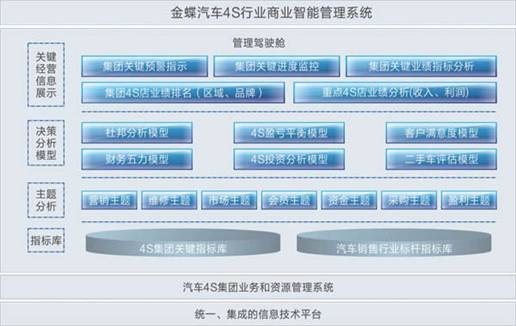 金蝶汽车4S行业商业智能管理系统
管理驾驶舱
关键
经营
信息
展示
集团关键预警指示 集团关键进度监控 集团关键业绩指标分析
集团4S店业绩排名（区域、品牌） 重点4S店业绩分析(收入、利润)
决策
分析
模型
杜邦分析模型 4S盈亏平衡模型 客户满意度模型
财务五力模型 4S投资分析模型 二手车评估模型
主题
分析
营销主题 维修主题 市场主题 会员主题 资金主题 采购主题 盈利主题
指标库
4S集团关键指标库 汽车销售行业标杆指标库
汽车4S集团业务和资源管理系统
统一、集成的信息技术平台